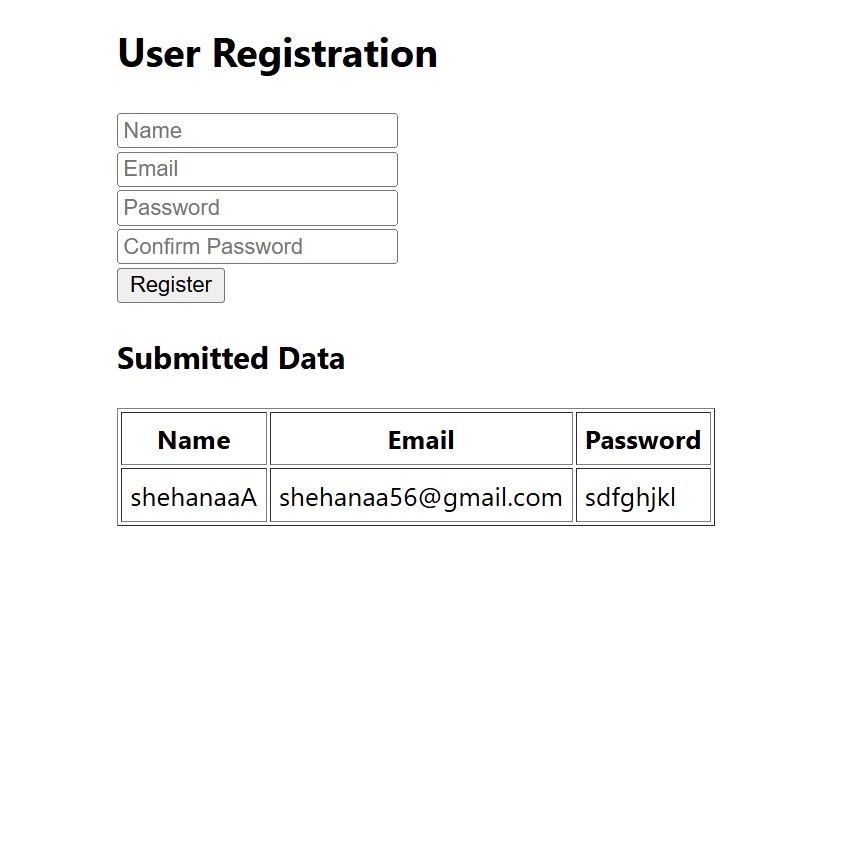 User Registration
Name
Email
Password
Confirm Password
Register
Submitted Data
Name Email Password
shehanaaA shehanaa56@gmail.com sdfghjkl